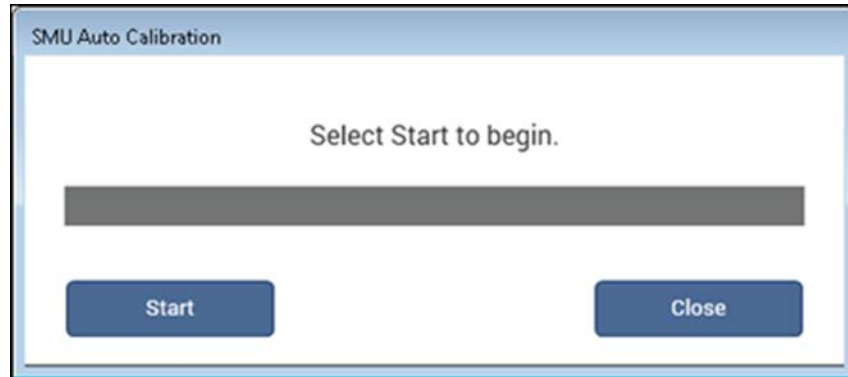 SMU Auto Calibration
Select Start to begin.
Start
Close